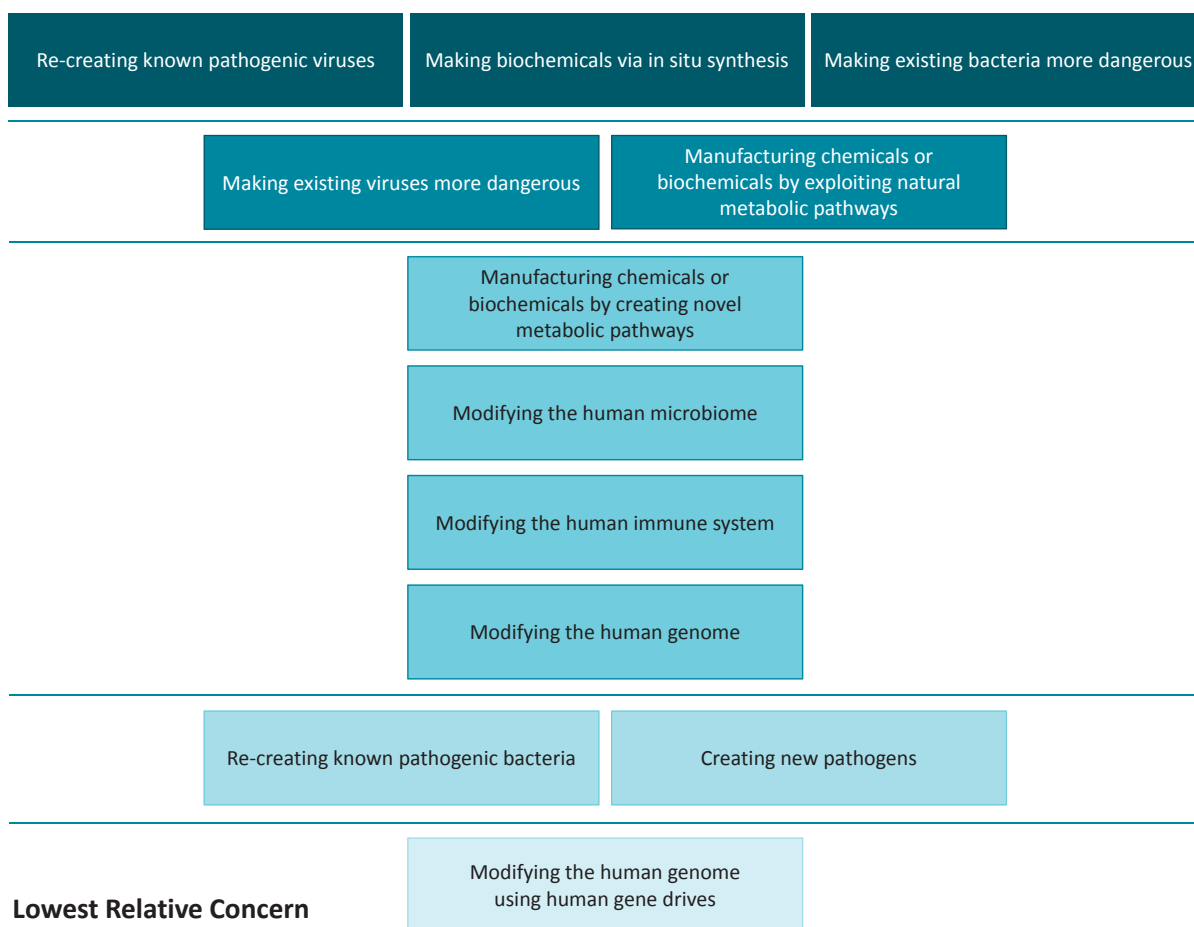 Re-creating known pathogenic viruses
Making biochemicals via in situ synthesis
Making existing bacteria more dangerous
Making existing viruses more dangerous
Manufacturing chemicals or
biochemicals by exploiting natural
metabolic pathways
Manufacturing chemicals or
biochemicals by creating novel
metabolic pathways
Modifying the human microbiome
Modifying the human immune system
Modifying the human genome
Re-creating known pathogenic bacteria
Creating new pathogens
Modifying the human genome
using human gene drives
Lowest Relative Concern